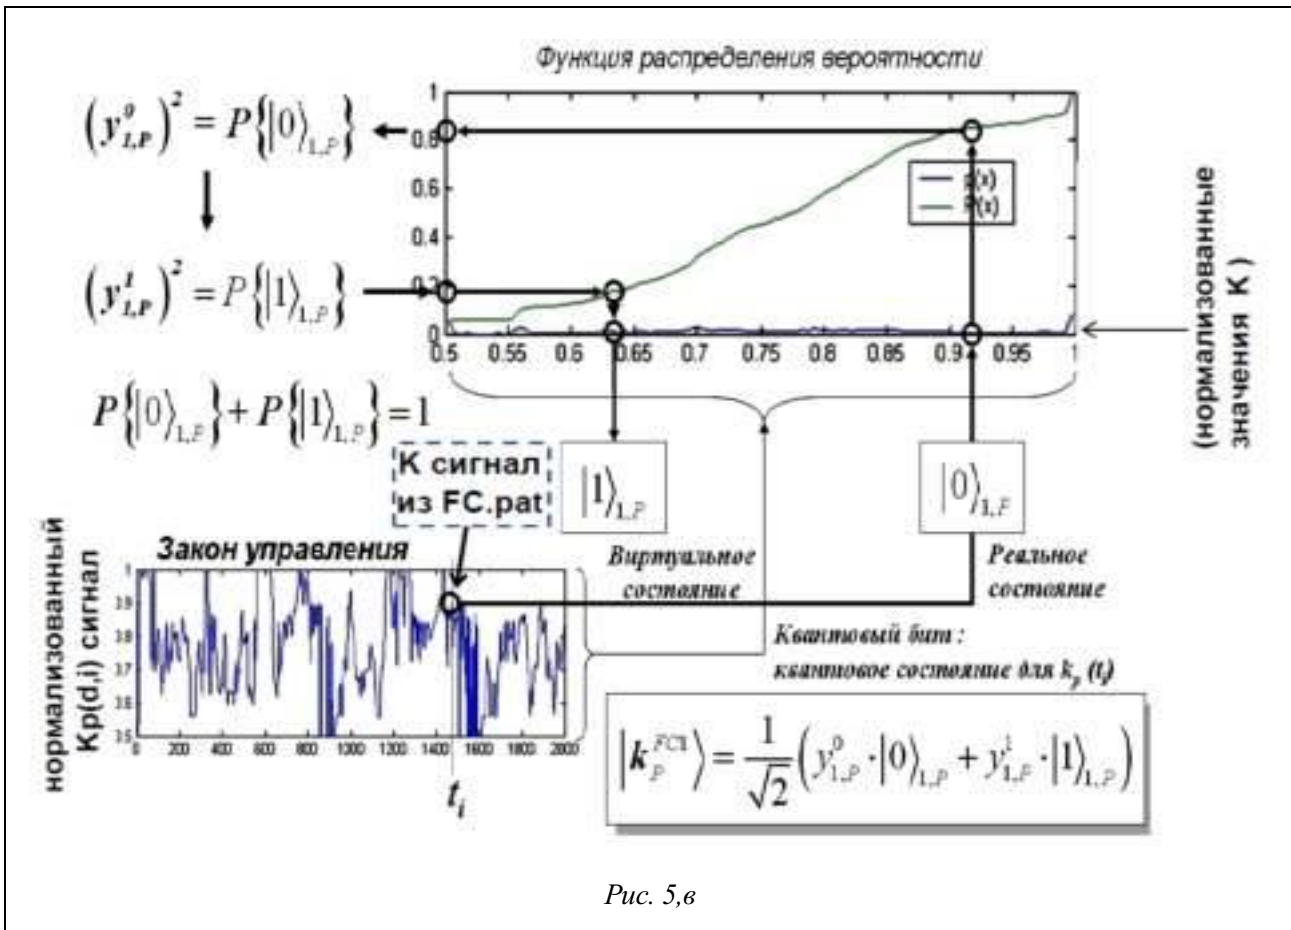 Функция распределения вероятности
(y⁰₁,P)² = P{|0⟩₁,P}
(y¹₁,P)² = P{|1⟩₁,P}
P{|0⟩₁,P} + P{|1⟩₁,P} = 1
1
0.8
0.6
0.4
0.2
0
0.5 0.55 0.6 0.65 0.7 0.75 0.8 0.85 0.9 0.95 1
p(x)
P(x)
(нормализованные
значения K )
K сигнал
из FC.pat
|1⟩₁,P
|0⟩₁,P
Виртуальное
состояние
Реальное
состояние
Закон управления
нормализованный
Kp(d,i) сигнал
1
0 200 400 600 800 1000 1200 1400 1600 1800 2000
tᵢ
Квантовый бит :
квантовое состояние для kₚ (tᵢ)
|k_P^FC1⟩ = 1/√2 (y⁰₁,P · |0⟩₁,P + y¹₁,P · |1⟩₁,P)
Рис. 5,в